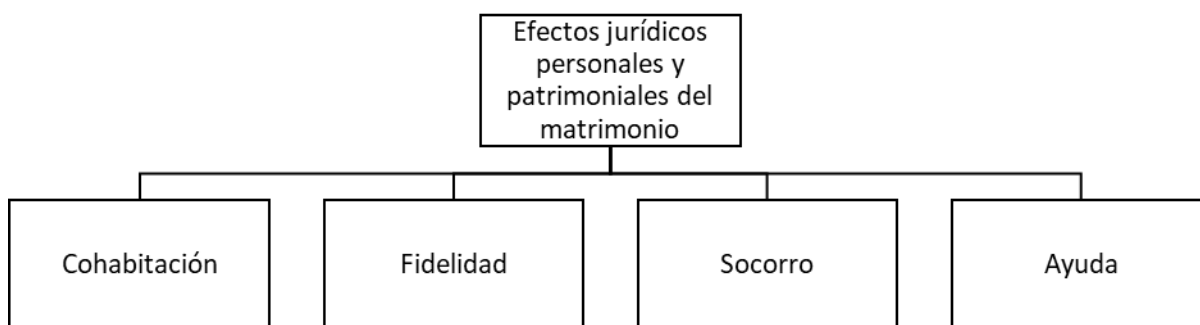 Efectos jurídicos
personales y
patrimoniales del
matrimonio
Cohabitación
Fidelidad
Socorro
Ayuda